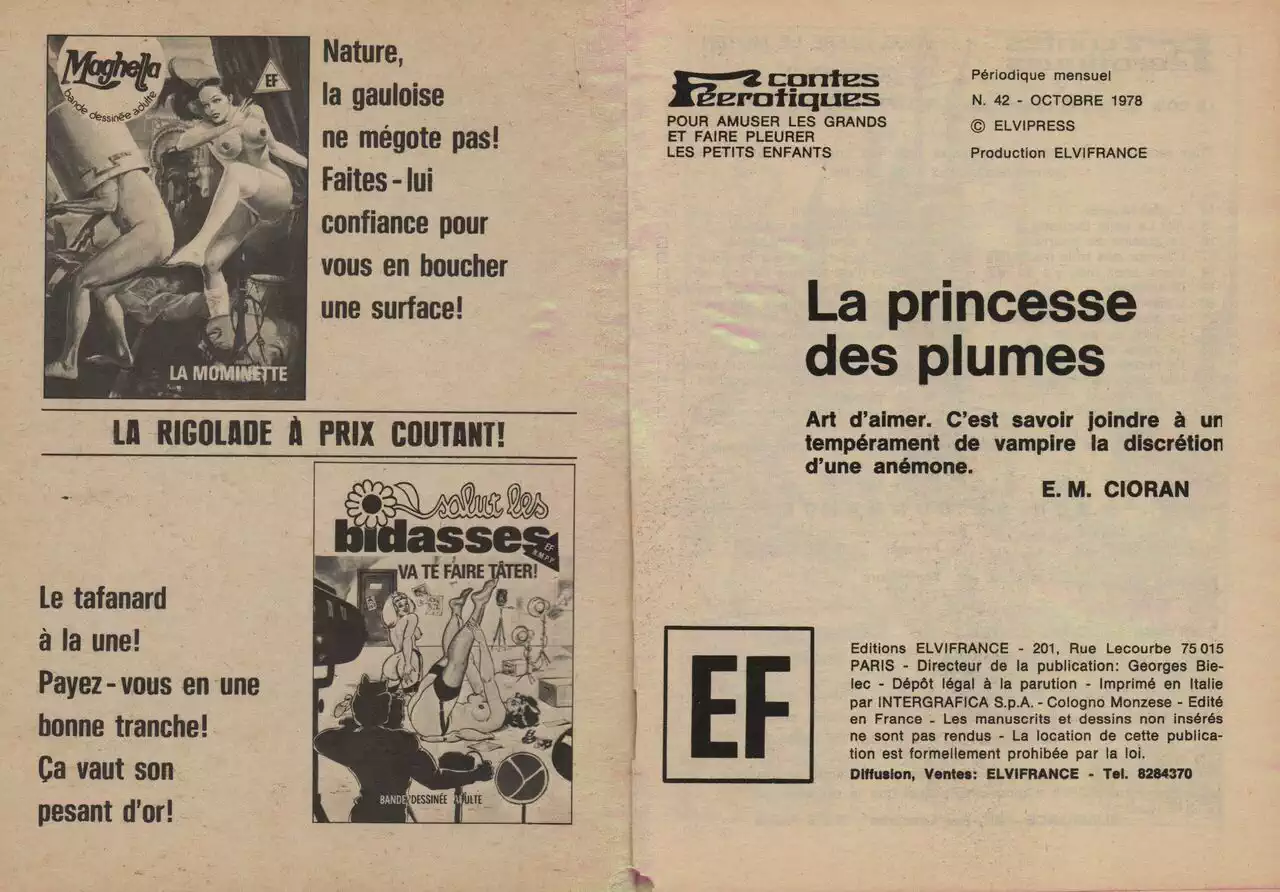 Maghella
bande dessinée adulte
EF
LA MOMINETTE
Nature,
la gauloise
ne mégote pas!
Faites-lui
confiance pour
vous en boucher
une surface!
LA RIGOLADE À PRIX COUTANT!
Le tafanard
à la une!
Payez-vous en une
bonne tranche!
Ça vaut son
pesant d'or!
salut les
bidasses
EF
VA TE FAIRE TÂTER!
BANDE DESSINÉE ADULTE
contes
Féerotiques
POUR AMUSER LES GRANDS
ET FAIRE PLEURER
LES PETITS ENFANTS
Périodique mensuel
N. 42 - OCTOBRE 1978
© ELVIPRESS
Production ELVIFRANCE
La princesse
des plumes
Art d'aimer. C'est savoir joindre à un
tempérament de vampire la discrétion
d'une anémone.
E. M. CIORAN
EF
Editions ELVIFRANCE - 201, Rue Lecourbe 75015
PARIS - Directeur de la publication: Georges Bie-
lec - Dépôt légal à la parution - Imprimé en Italie
par INTERGRAFICA S.p.A. - Cologno Monzese - Edité
en France - Les manuscrits et dessins non insérés
ne sont pas rendus - La location de cette publica-
tion est formellement prohibée par la loi.
Diffusion, Ventes: ELVIFRANCE - Tel. 8284370